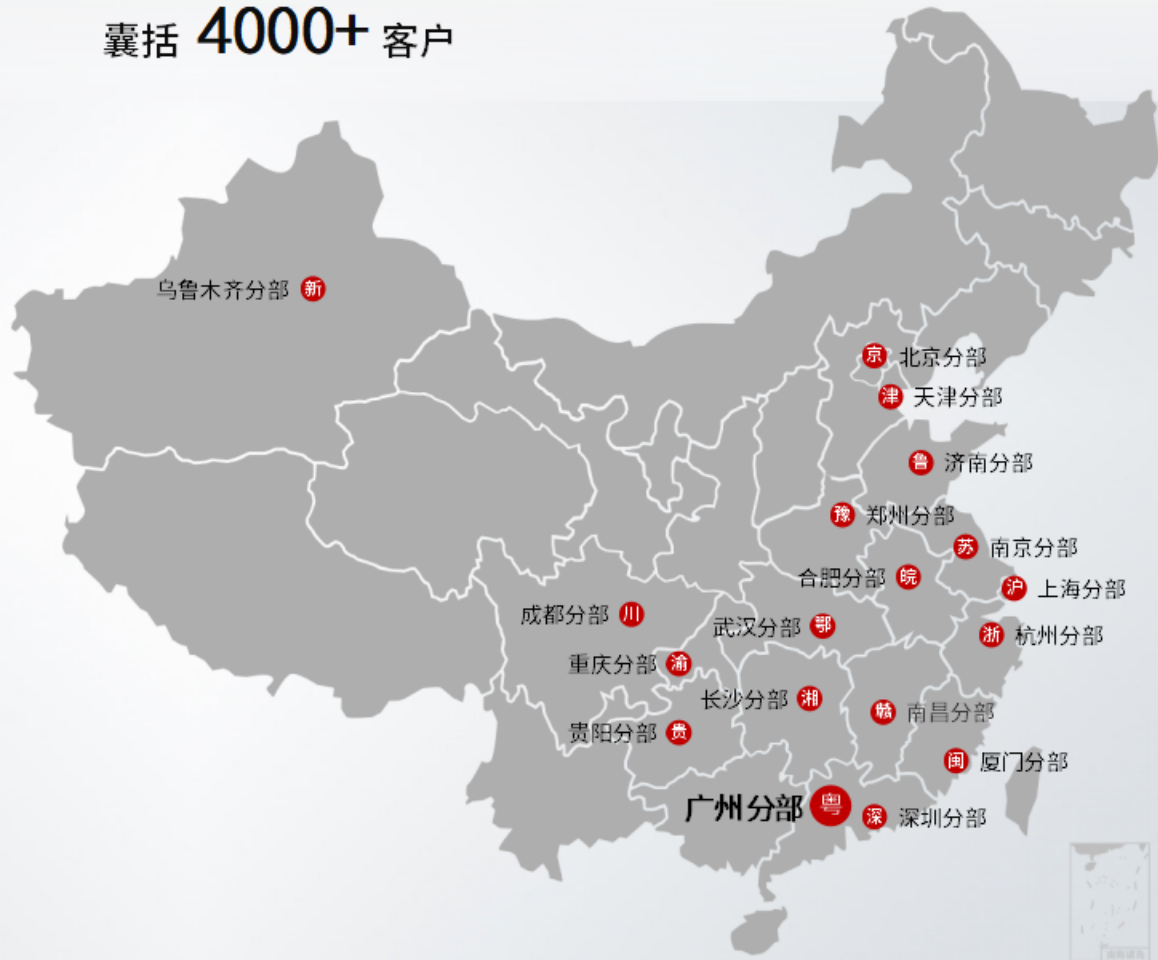 囊括 4000+ 客户
乌鲁木齐分部 新
京 北京分部
津 天津分部
鲁 济南分部
豫 郑州分部
苏 南京分部
合肥分部 皖
沪 上海分部
成都分部 川
武汉分部 鄂
浙 杭州分部
重庆分部 渝
长沙分部 湘
赣 南昌分部
贵阳分部 贵
闽 厦门分部
广州分部 粤
深 深圳分部
南海诸岛